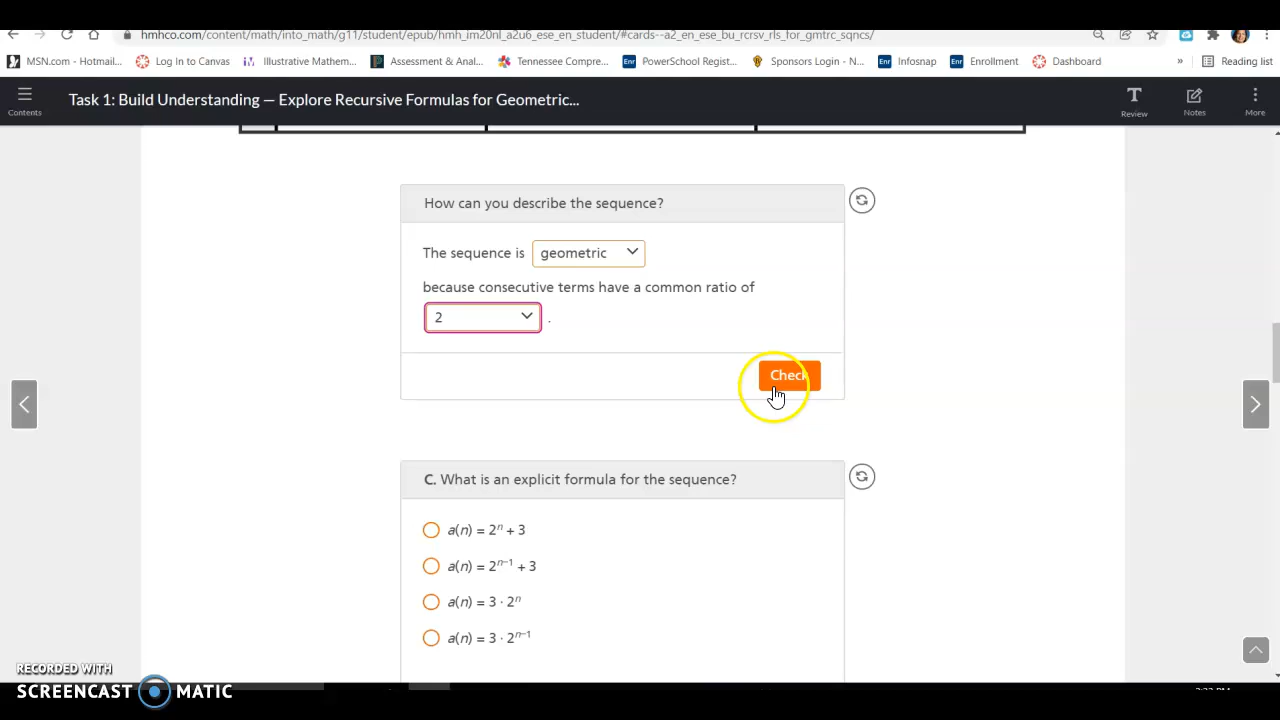 hmhco.com/content/math/into_math/g11/student/epub/hmh_im20nl_a2u6_ese_en_student/#cards--a2_en_ese_bu_rcrsv_rls_for_gmtrc_sqncs/
MSN.com - Hotmail... Log In to Canvas Illustrative Mathem... Assessment & Anal... Tennessee Compre... Enr PowerSchool Regist... Sponsors Login - N... Enr Infosnap Enr Enrollment Dashboard » Reading list
Contents
Task 1: Build Understanding — Explore Recursive Formulas for Geometric...
T
Review
Notes
More
How can you describe the sequence?
The sequence is geometric
because consecutive terms have a common ratio of
2 .
Check
C. What is an explicit formula for the sequence?
a(n) = 2ⁿ + 3
a(n) = 2ⁿ⁻¹ + 3
a(n) = 3 · 2ⁿ
a(n) = 3 · 2ⁿ⁻¹
RECORDED WITH
SCREENCAST MATIC